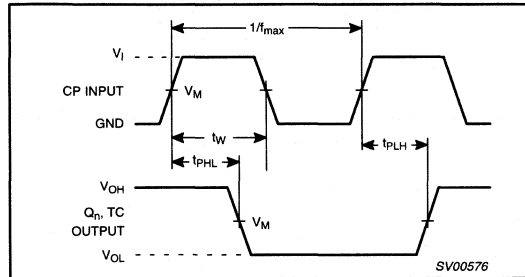 1/fmax
VI
CP INPUT
VM
GND
tW
tPHL
tPLH
VOH
Qn, TC
OUTPUT
VM
VOL
SV00576